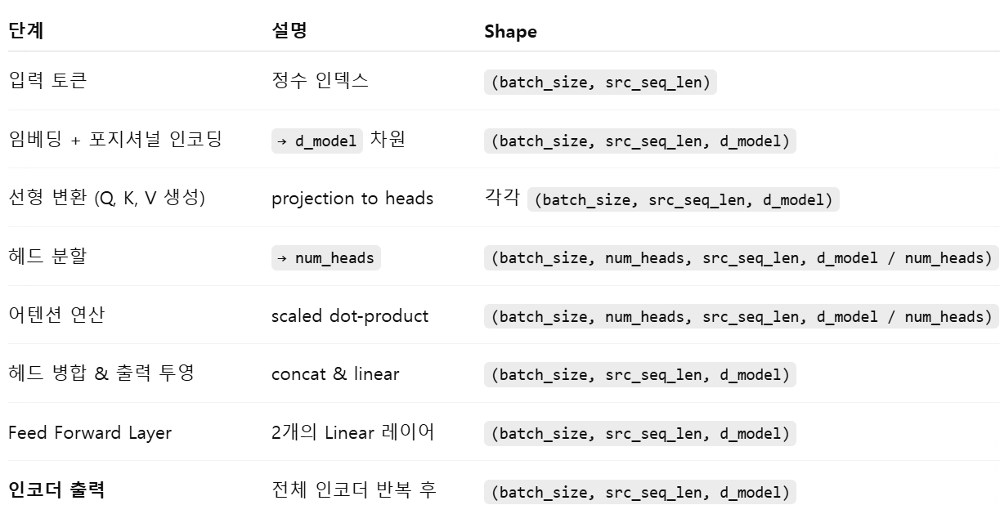 단계 설명 Shape
입력 토큰 정수 인덱스 (batch_size, src_seq_len)
임베딩 + 포지셔널 인코딩 → d_model 차원 (batch_size, src_seq_len, d_model)
선형 변환 (Q, K, V 생성) projection to heads 각각 (batch_size, src_seq_len, d_model)
헤드 분할 → num_heads (batch_size, num_heads, src_seq_len, d_model / num_heads)
어텐션 연산 scaled dot-product (batch_size, num_heads, src_seq_len, d_model / num_heads)
헤드 병합 & 출력 투영 concat & linear (batch_size, src_seq_len, d_model)
Feed Forward Layer 2개의 Linear 레이어 (batch_size, src_seq_len, d_model)
인코더 출력 전체 인코더 반복 후 (batch_size, src_seq_len, d_model)